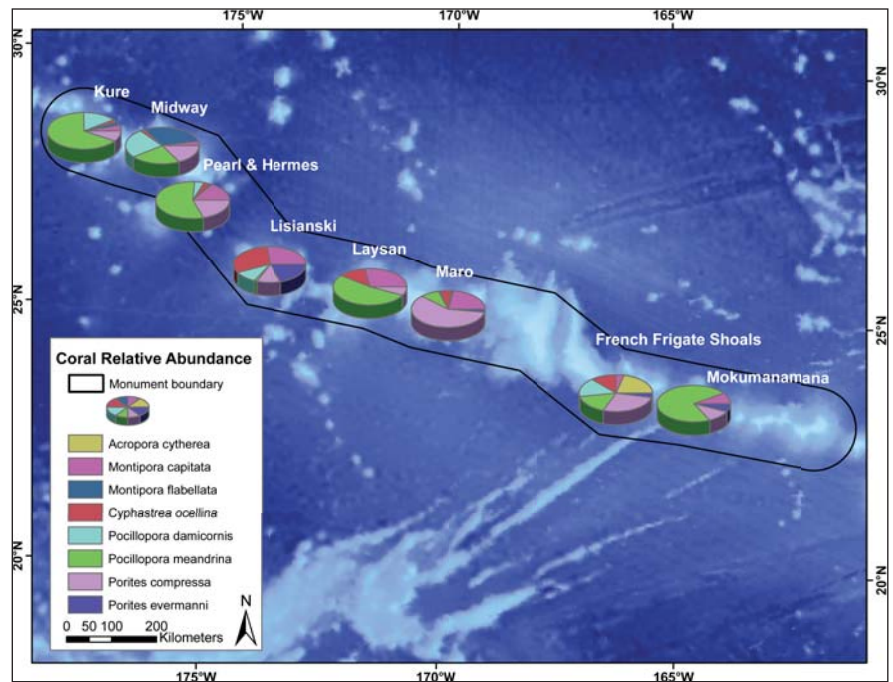 175°W 170°W 165°W
30°N
30°N
Kure
Midway
Pearl & Hermes
Lisianski
Laysan
Maro
25°N
25°N
French Frigate Shoals
Mokumanamana
Coral Relative Abundance
Monument boundary
Acropora cytherea
Montipora capitata
Montipora flabellata
Cyphastrea ocellina
Pocillopora damicornis
Pocillopora meandrina
Porites compressa
Porites evermanni
N
0 50 100 200
Kilometers
20°N
20°N
175°W 170°W 165°W